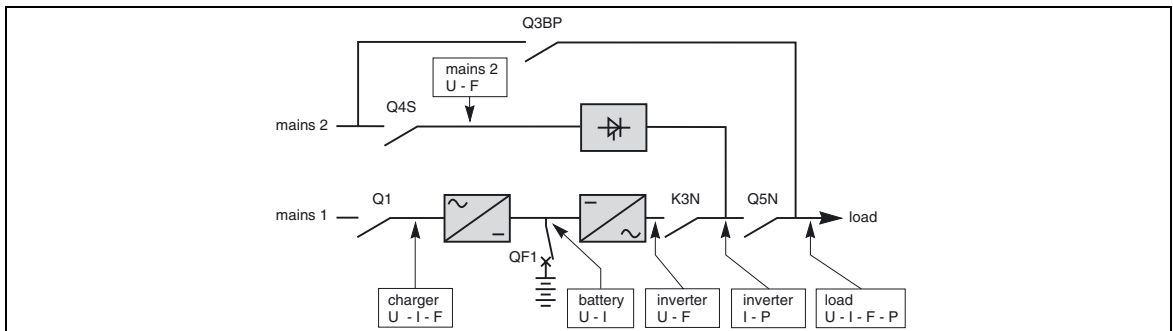 Q3BP
mains 2
U - F
Q4S
mains 2
mains 1
Q1
K3N
Q5N
load
QF1
charger
U - I - F
battery
U - I
inverter
U - F
inverter
I - P
load
U - I - F - P